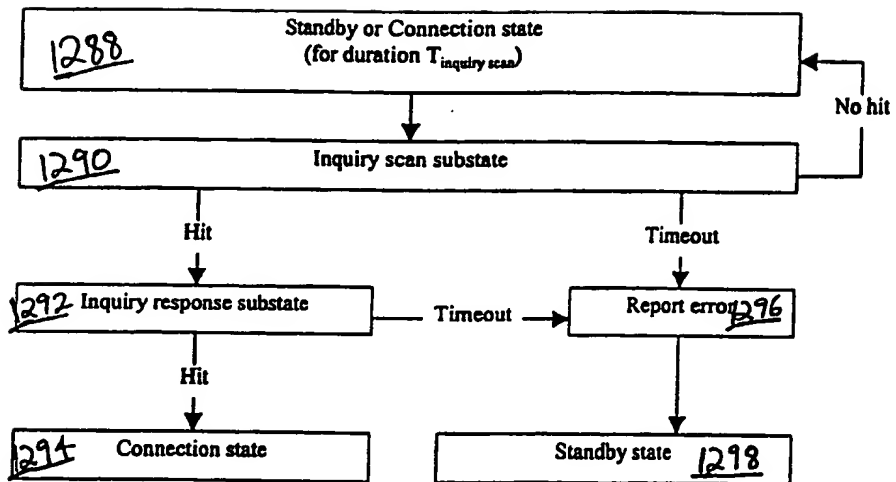 1288 Standby or Connection state
(for duration Tinquiry scan)
No hit
1290 Inquiry scan substate
Hit
Timeout
1292 Inquiry response substate
Timeout
Report error 1296
Hit
1294 Connection state
Standby state 1298